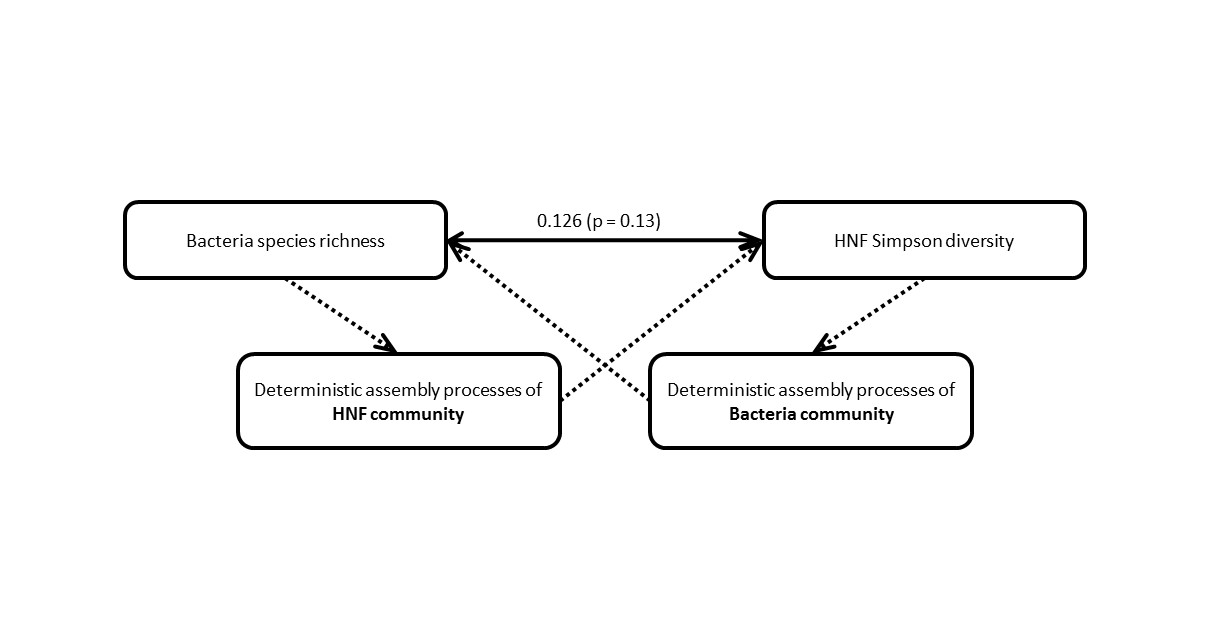 0.126 (p = 0.13)
Bacteria species richness
HNF Simpson diversity
Deterministic assembly processes of
HNF community
Deterministic assembly processes of
Bacteria community